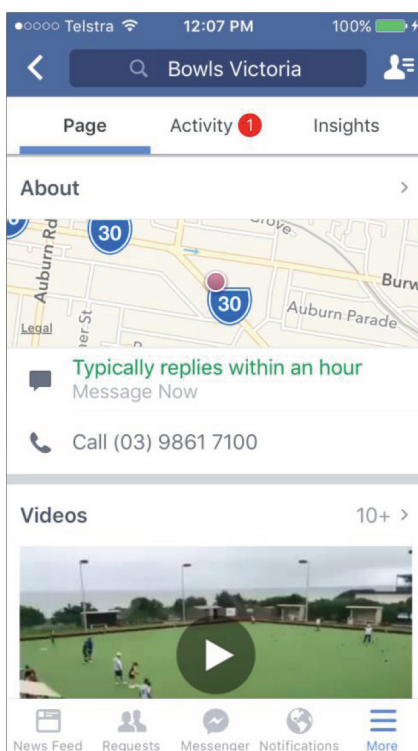 Telstra 12:07 PM 100%
Bowls Victoria
Page Activity 1 Insights
About
30
Auburn Rd
Grove
Burw
30
Auburn Parade
Legal
er St
Typically replies within an hour
Message Now
Call (03) 9861 7100
Videos 10+
News Feed Requests Messenger Notifications More